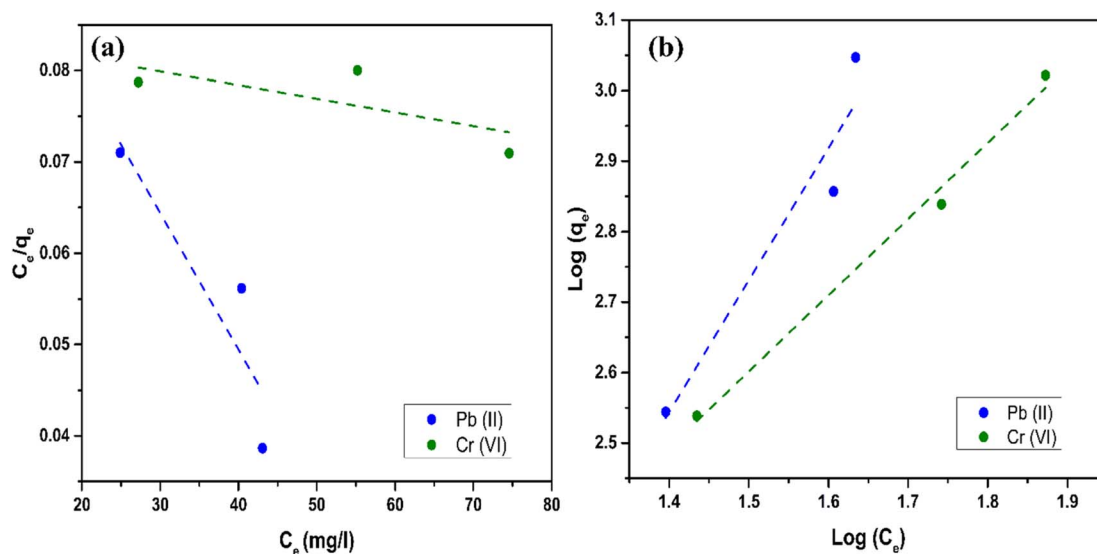 (a)
0.08
0.07
0.06
0.05
0.04
Ce/qe
20 30 40 50 60 70 80
Ce (mg/l)
Pb (II)
Cr (VI)
(b)
3.1
3.0
2.9
2.8
2.7
2.6
2.5
Log (qe)
1.4 1.5 1.6 1.7 1.8 1.9
Log (Ce)
Pb (II)
Cr (VI)